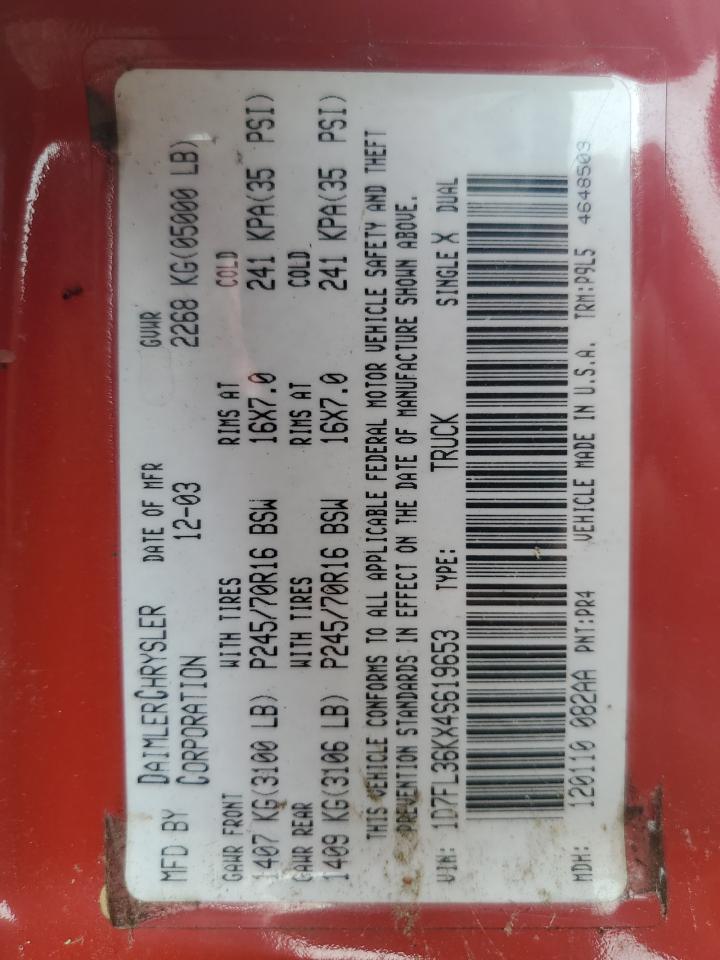 MFD BY DAIMLERCHRYSLER DATE OF MFR GVWR
CORPORATION 12-03 2268 KG(05000 LB)
GAWR FRONT WITH TIRES RIMS AT COLD
1407 KG(3100 LB) P245/70R16 BSW 16X7.0 241 KPA(35 PSI)
GAWR REAR WITH TIRES RIMS AT COLD
1409 KG(3106 LB) P245/70R16 BSW 16X7.0 241 KPA(35 PSI)
THIS VEHICLE CONFORMS TO ALL APPLICABLE FEDERAL MOTOR VEHICLE SAFETY AND THEFT
PREVENTION STANDARDS IN EFFECT ON THE DATE OF MANUFACTURE SHOWN ABOVE.
VIN: 1D7FL36KX4S619653 TYPE: TRUCK SINGLE X DUAL
MDH: 120110 082AA PNT:PR4 VEHICLE MADE IN U.S.A. TRM:P9L5 4648503